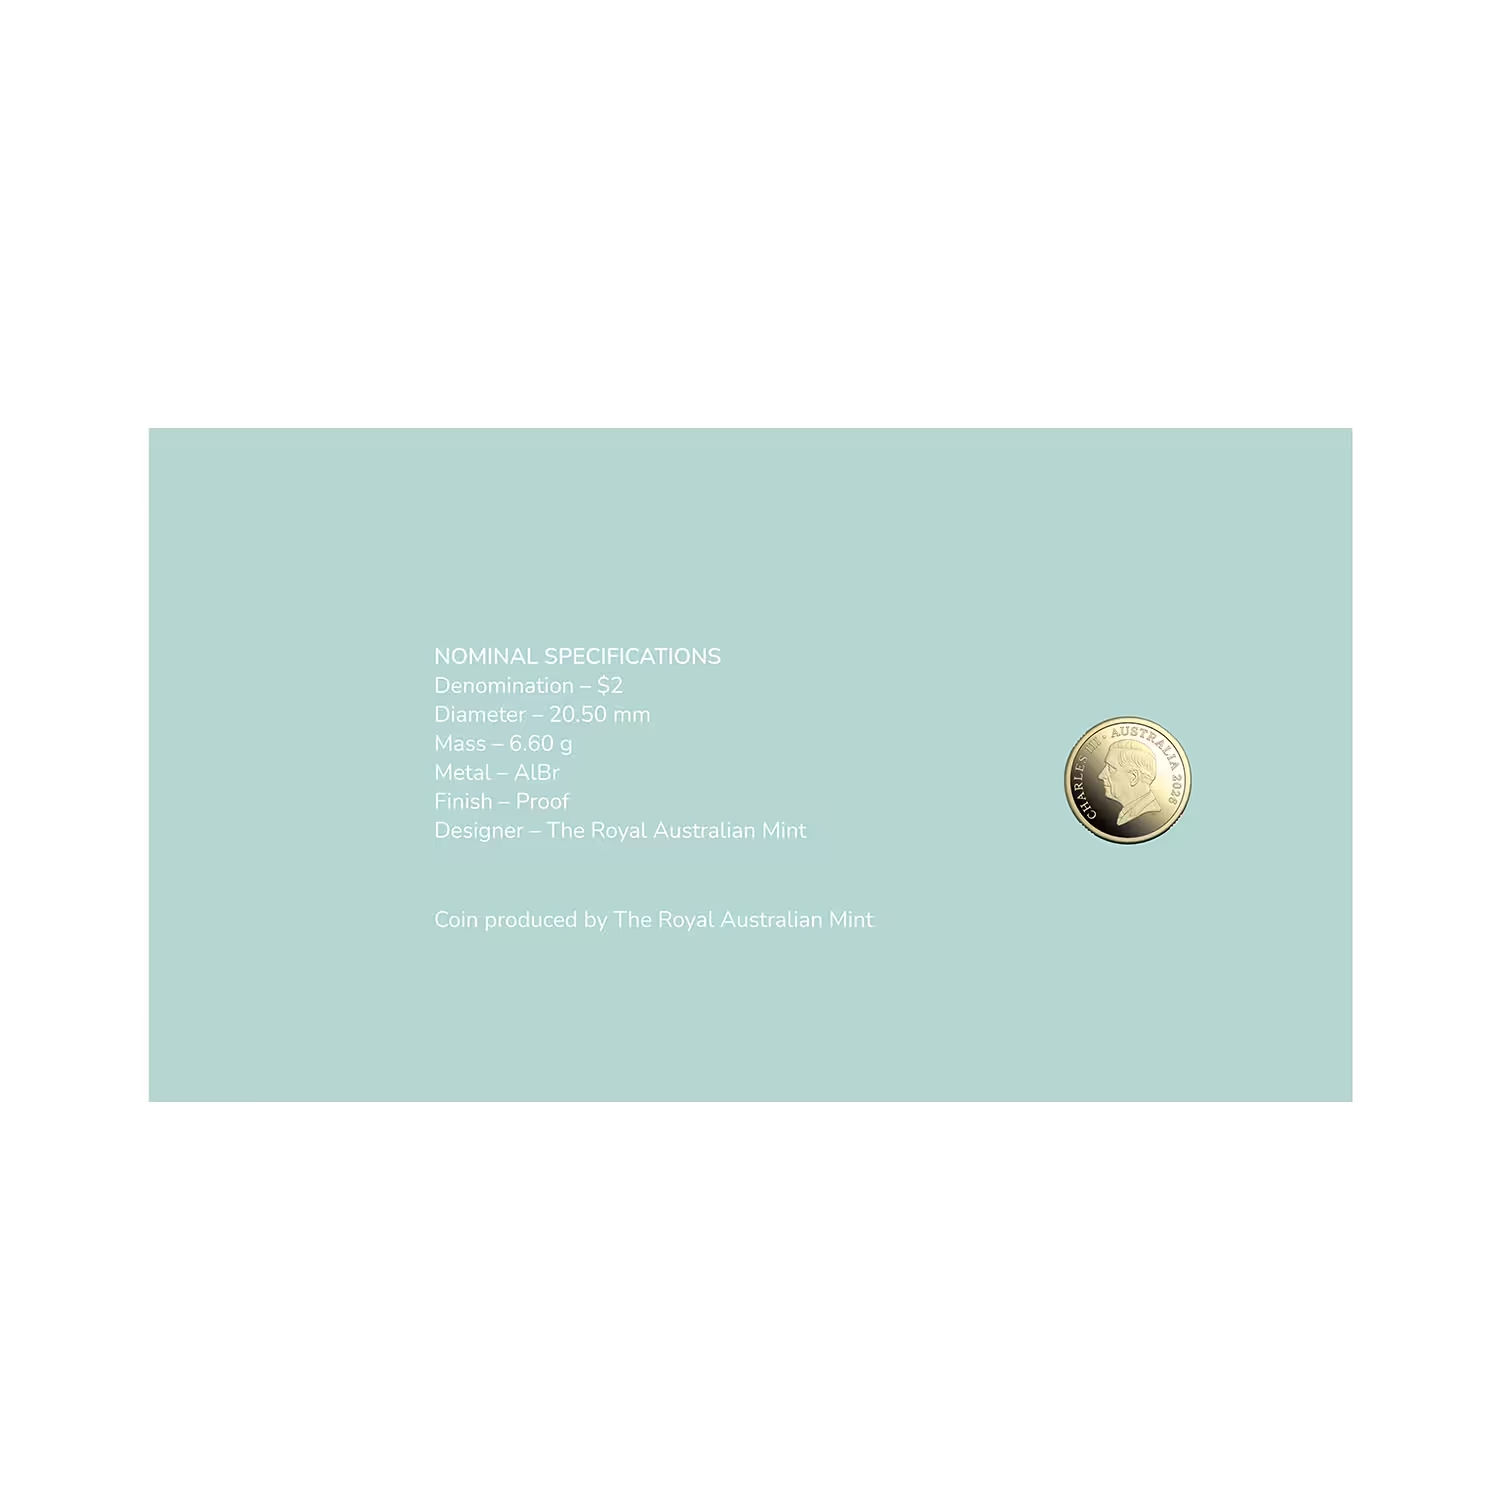 NOMINAL SPECIFICATIONS
Denomination – $2
Diameter – 20.50 mm
Mass – 6.60 g
Metal – AlBr
Finish – Proof
Designer – The Royal Australian Mint
Coin produced by The Royal Australian Mint
CHARLES III • AUSTRALIA 2026